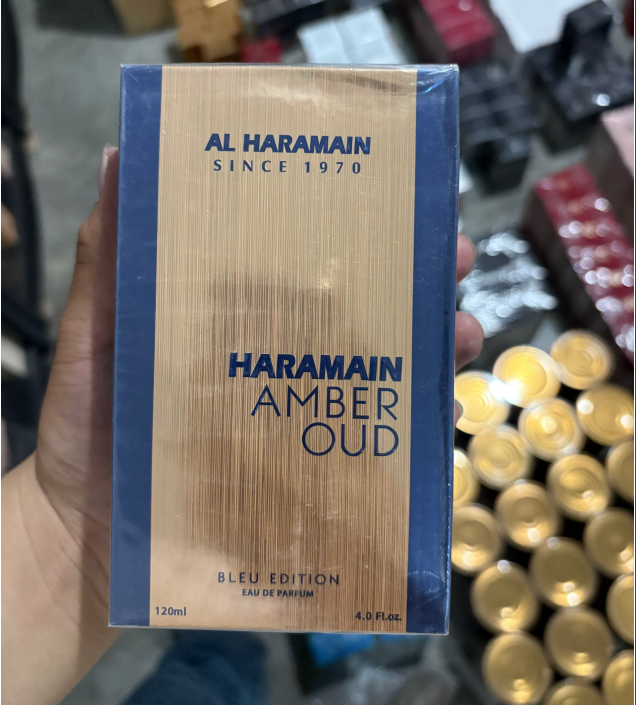 AL HARAMAIN
SINCE 1970
HARAMAIN
AMBER
OUD
BLEU EDITION
EAU DE PARFUM
120ml
4.0 Fl.oz.